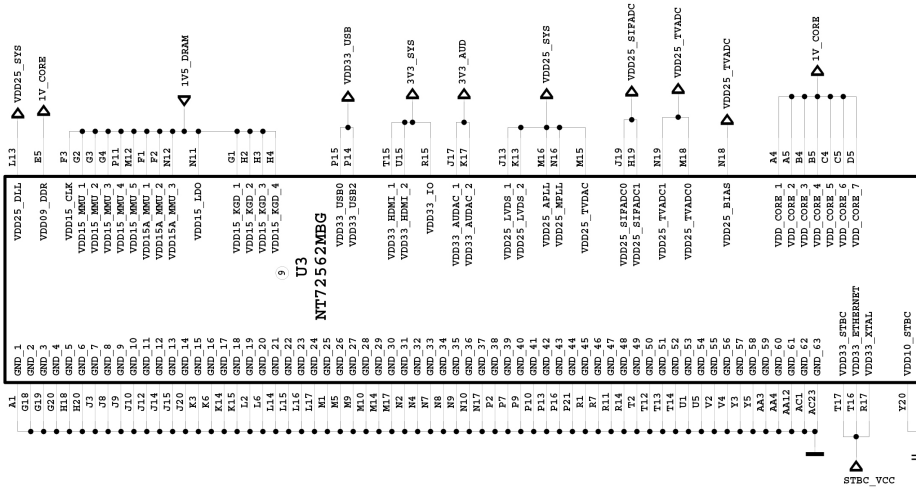 VDD25_SYS
1V_CORE
1V5_DRAM
VDD33_USB
3V3_SYS
3V3_AUD
VDD25_SYS
VDD25_SIFADC
VDD25_TVADC
VDD25_TVADC
1V_CORE
L13
E5
F3
G2
G3
G4
P11
M12
F1
F2
N12
N11
G1
H2
H3
H4
P15
P14
T15
U15
R15
J17
K17
J13
K13
M16
N16
M15
J19
H19
N19
M18
N18
A4
A5
B4
B5
C4
C5
D5
VDD25_DLL
VDD09_DDR
VDD15_CLK
VDD15_MMU_1
VDD15_MMU_2
VDD15_MMU_3
VDD15_MMU_4
VDD15_MMU_5
VDD15A_MMU_1
VDD15A_MMU_2
VDD15A_MMU_3
VDD15_LDO
VDD15_KGD_1
VDD15_KGD_2
VDD15_KGD_3
VDD15_KGD_4
VDD33_USB0
VDD33_USB2
VDD33_HDMI_1
VDD33_HDMI_2
VDD33_IO
VDD33_AUDAC_1
VDD33_AUDAC_2
VDD25_LVDS_1
VDD25_LVDS_2
VDD25_APLL
VDD25_MPLL
VDD25_TVDAC
VDD25_SIFADC0
VDD25_SIFADC1
VDD25_TVADC1
VDD25_TVADC0
VDD25_BIAS
VDD_CORE_1
VDD_CORE_2
VDD_CORE_3
VDD_CORE_4
VDD_CORE_5
VDD_CORE_6
VDD_CORE_7
9
U3
NT72562MBG
GND_1
GND_2
GND_3
GND_4
GND_5
GND_6
GND_7
GND_8
GND_9
GND_10
GND_11
GND_12
GND_13
GND_14
GND_15
GND_16
GND_17
GND_18
GND_19
GND_20
GND_21
GND_22
GND_23
GND_24
GND_25
GND_26
GND_27
GND_28
GND_29
GND_30
GND_31
GND_32
GND_33
GND_34
GND_35
GND_36
GND_37
GND_38
GND_39
GND_40
GND_41
GND_42
GND_43
GND_44
GND_45
GND_46
GND_47
GND_48
GND_49
GND_50
GND_51
GND_52
GND_53
GND_54
GND_55
GND_56
GND_57
GND_58
GND_59
GND_60
GND_61
GND_62
GND_63
VDD33_STBC
VDD33_ETHERNET
VDD33_XTAL
VDD10_STBC
A1
G18
G19
G20
H18
H20
J3
J8
J9
J10
J12
J14
J15
J20
K3
K6
K14
K15
L2
L6
L14
L15
L16
L17
M1
M5
M9
M10
M14
M17
N2
N4
N7
N8
N9
N10
N17
P2
P7
P9
P10
P13
P16
P21
R1
R7
R11
R14
T2
T12
T13
T14
U1
U5
V2
V4
Y3
Y5
AA3
AA4
AA12
AC1
AC23
T17
T16
R17
Y20
STBC_VCC